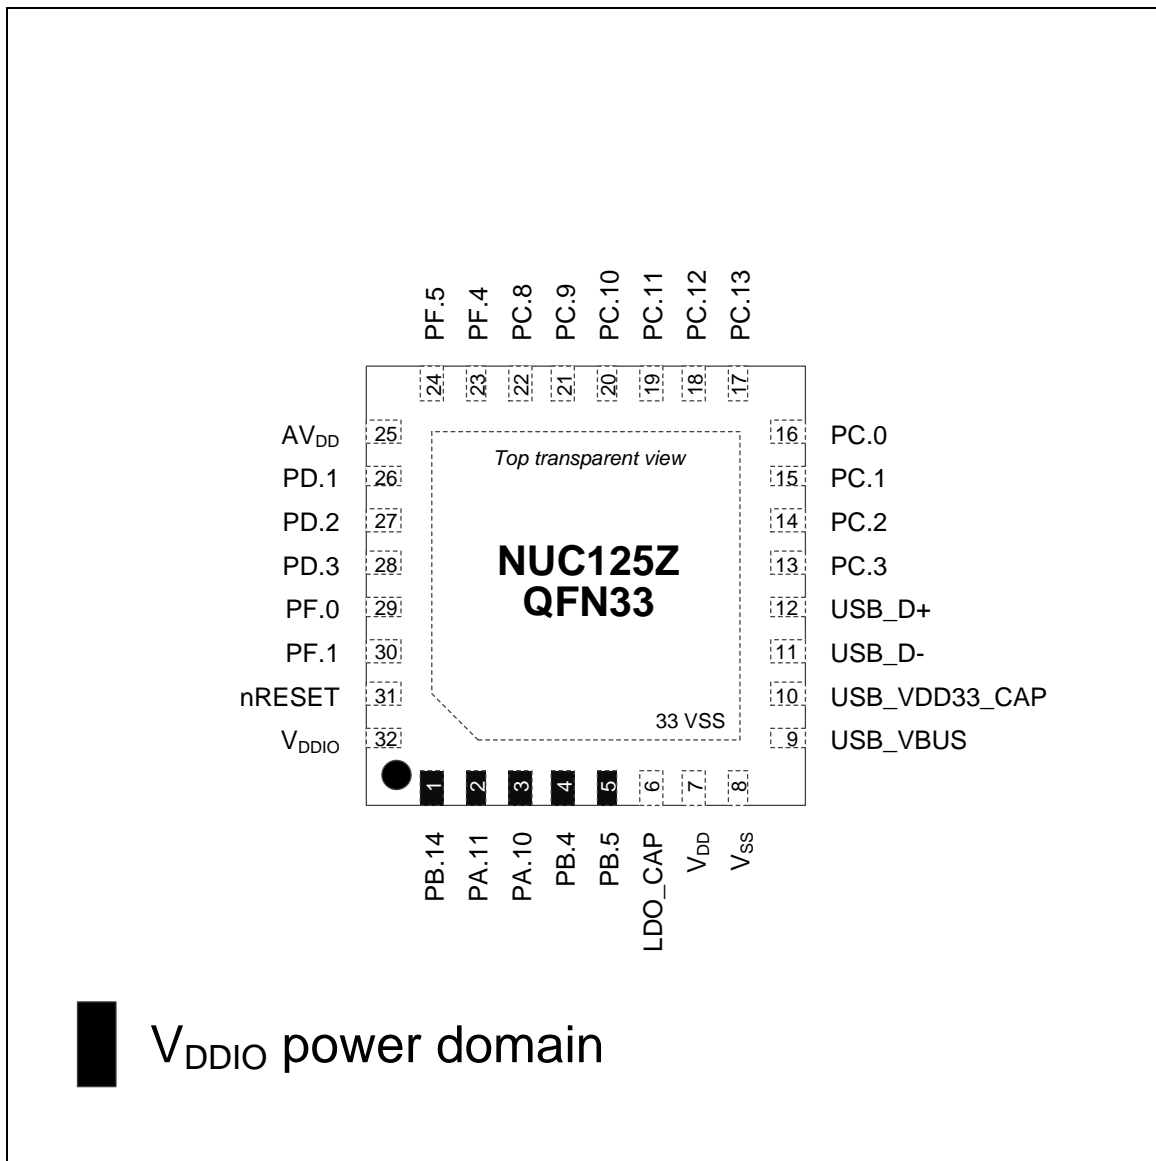 PF.5 PF.4 PC.8 PC.9 PC.10 PC.11 PC.12 PC.13
24 23 22 21 20 19 18 17
AVDD 25
PD.1 26
PD.2 27
PD.3 28
PF.0 29
PF.1 30
nRESET 31
VDDIO 32
Top transparent view
NUC125Z
QFN33
33 VSS
16 PC.0
15 PC.1
14 PC.2
13 PC.3
12 USB_D+
11 USB_D-
10 USB_VDD33_CAP
9 USB_VBUS
1 2 3 4 5 6 7 8
PB.14 PA.11 PA.10 PB.4 PB.5 LDO_CAP VDD VSS
VDDIO power domain